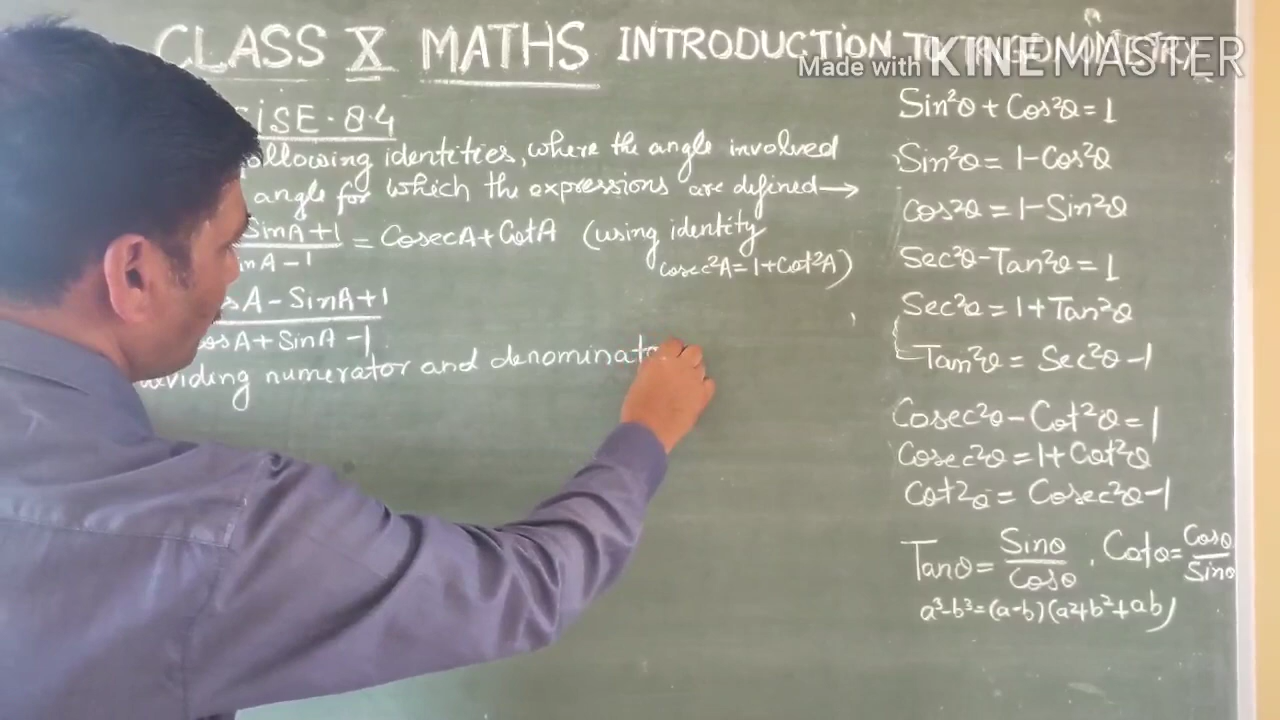 CLASS X MATHS INTRODUCTION TO TRIGONOMETRY
Made with KINEMASTER
SiSE·8.4
ollowing identities, where the angle involved
angle for which the expressions are defined→
SinA+1 = CosecA+CotA (using identity
inA-1 cosec²A=1+Cot²A)
sA-SinA+1
osA+SinA-1
dividing numerator and denominato
Sin²θ+Cos²θ=1
Sin²θ=1-Cos²θ
Cos²θ=1-Sin²θ
Sec²θ-Tan²θ=1
Sec²θ=1+Tan²θ
Tan²θ=Sec²θ-1
Cosec²θ-Cot²θ=1
Cosec²θ=1+Cot²θ
Cot²θ=Cosec²θ-1
Tanθ=Sinθ/Cosθ, Cotθ=Cosθ/Sinθ
a³-b³=(a-b)(a²+b²+ab)